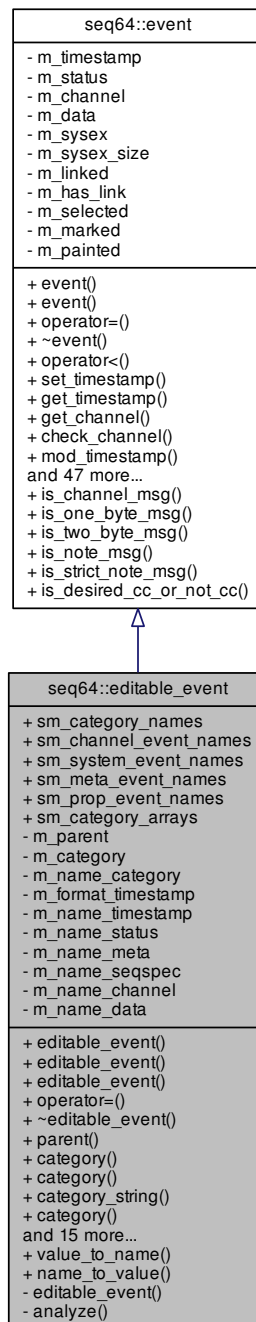 seq64::event
- m_timestamp
- m_status
- m_channel
- m_data
- m_sysex
- m_sysex_size
- m_linked
- m_has_link
- m_selected
- m_marked
- m_painted
+ event()
+ event()
+ operator=()
+ ~event()
+ operator<()
+ set_timestamp()
+ get_timestamp()
+ get_channel()
+ check_channel()
+ mod_timestamp()
and 47 more...
+ is_channel_msg()
+ is_one_byte_msg()
+ is_two_byte_msg()
+ is_note_msg()
+ is_strict_note_msg()
+ is_desired_cc_or_not_cc()
seq64::editable_event
+ sm_category_names
+ sm_channel_event_names
+ sm_system_event_names
+ sm_meta_event_names
+ sm_prop_event_names
+ sm_category_arrays
- m_parent
- m_category
- m_name_category
- m_format_timestamp
- m_name_timestamp
- m_name_status
- m_name_meta
- m_name_seqspec
- m_name_channel
- m_name_data
+ editable_event()
+ editable_event()
+ editable_event()
+ operator=()
+ ~editable_event()
+ parent()
+ category()
+ category()
+ category_string()
+ category()
and 15 more...
+ value_to_name()
+ name_to_value()
- editable_event()
- analyze()